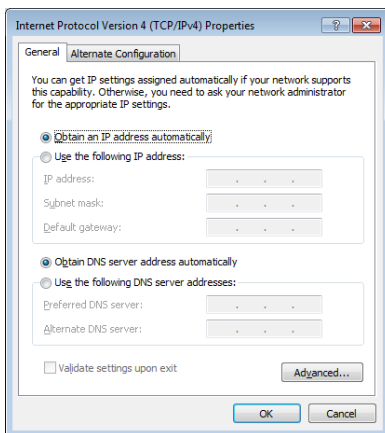 Internet Protocol Version 4 (TCP/IPv4) Properties
General
Alternate Configuration
You can get IP settings assigned automatically if your network supports
this capability. Otherwise, you need to ask your network administrator
for the appropriate IP settings.
Obtain an IP address automatically
Use the following IP address:
IP address:
Subnet mask:
Default gateway:
Obtain DNS server address automatically
Use the following DNS server addresses:
Preferred DNS server:
Alternate DNS server:
Validate settings upon exit
Advanced...
OK
Cancel